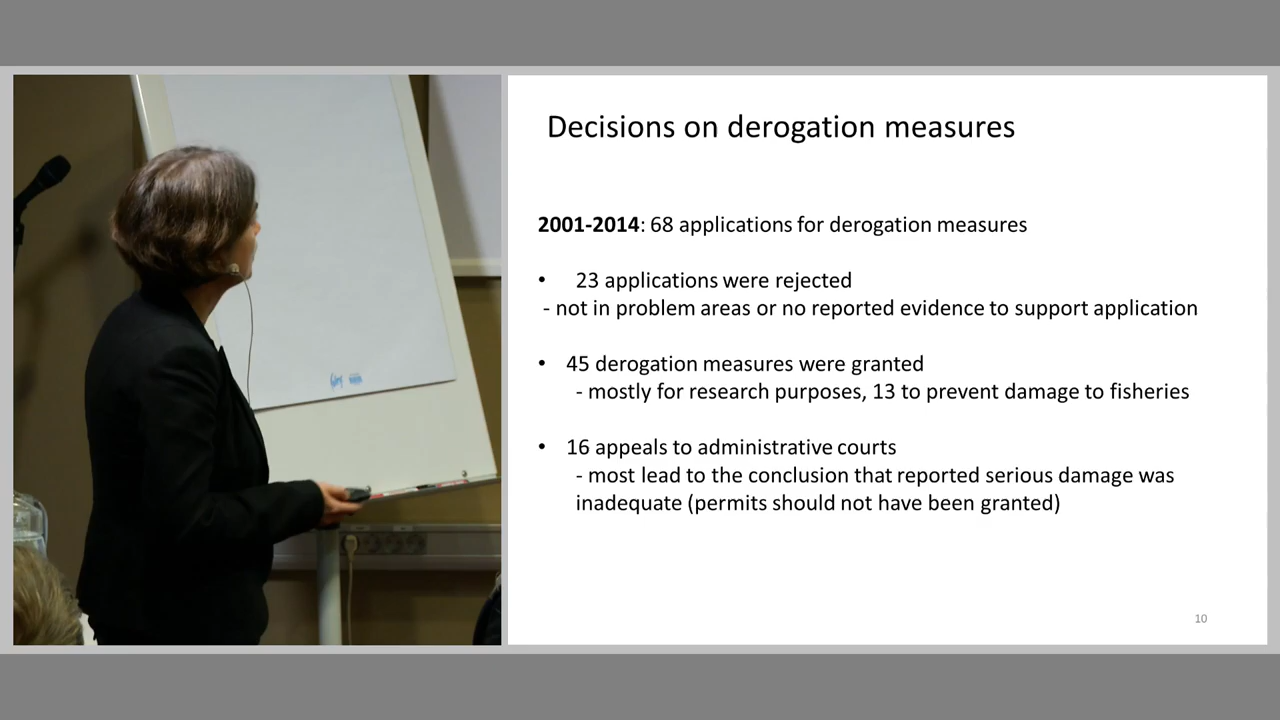 Decisions on derogation measures
2001-2014: 68 applications for derogation measures
• 23 applications were rejected
- not in problem areas or no reported evidence to support application
• 45 derogation measures were granted
- mostly for research purposes, 13 to prevent damage to fisheries
• 16 appeals to administrative courts
- most lead to the conclusion that reported serious damage was
inadequate (permits should not have been granted)
10